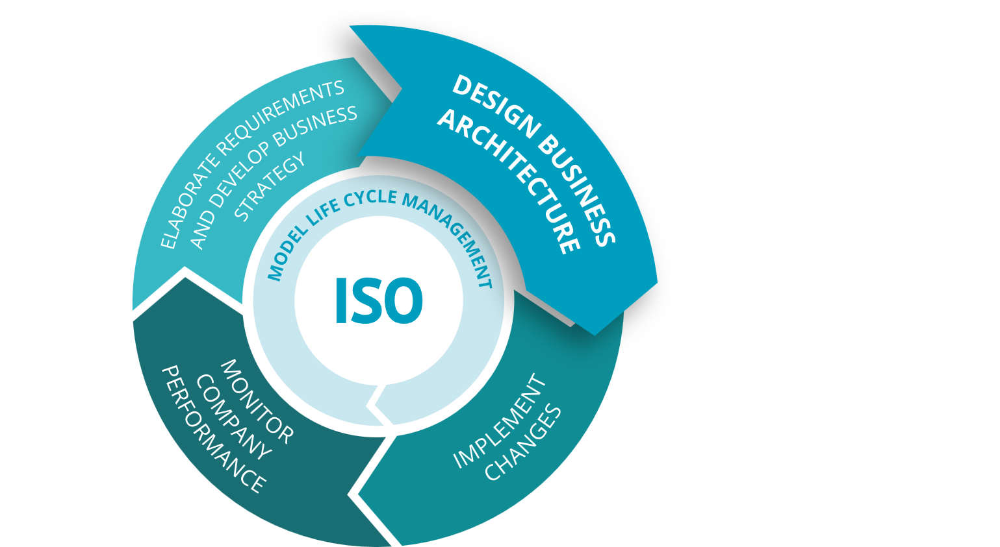 ELABORATE REQUIREMENTS
AND DEVELOP BUSINESS
STRATEGY
DESIGN BUSINESS
ARCHITECTURE
MODEL LIFE CYCLE MANAGEMENT
ISO
MONITOR
COMPANY
PERFORMANCE
IMPLEMENT
CHANGES